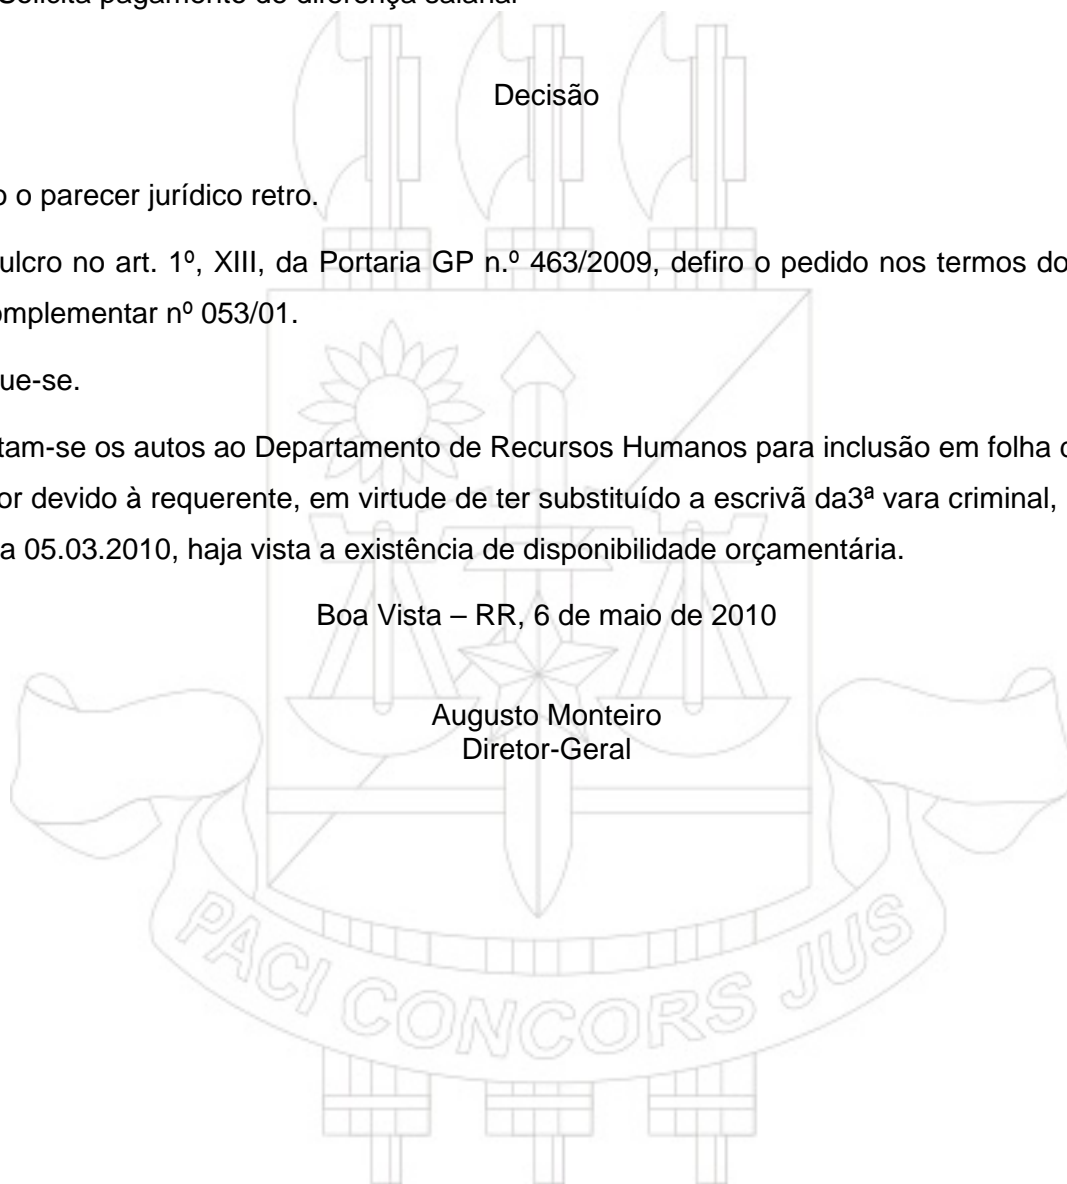 Solicita pagamento de diferença salarial
Decisão
o o parecer jurídico retro.
ulcro no art. 1º, XIII, da Portaria GP n.º 463/2009, defiro o pedido nos termos do
omplementar nº 053/01.
ue-se.
tam-se os autos ao Departamento de Recursos Humanos para inclusão em folha
or devido à requerente, em virtude de ter substituído a escrivã da3ª vara criminal,
a 05.03.2010, haja vista a existência de disponibilidade orçamentária.
Boa Vista – RR, 6 de maio de 2010
Augusto Monteiro
Diretor-Geral
PACI CONCORS JUS